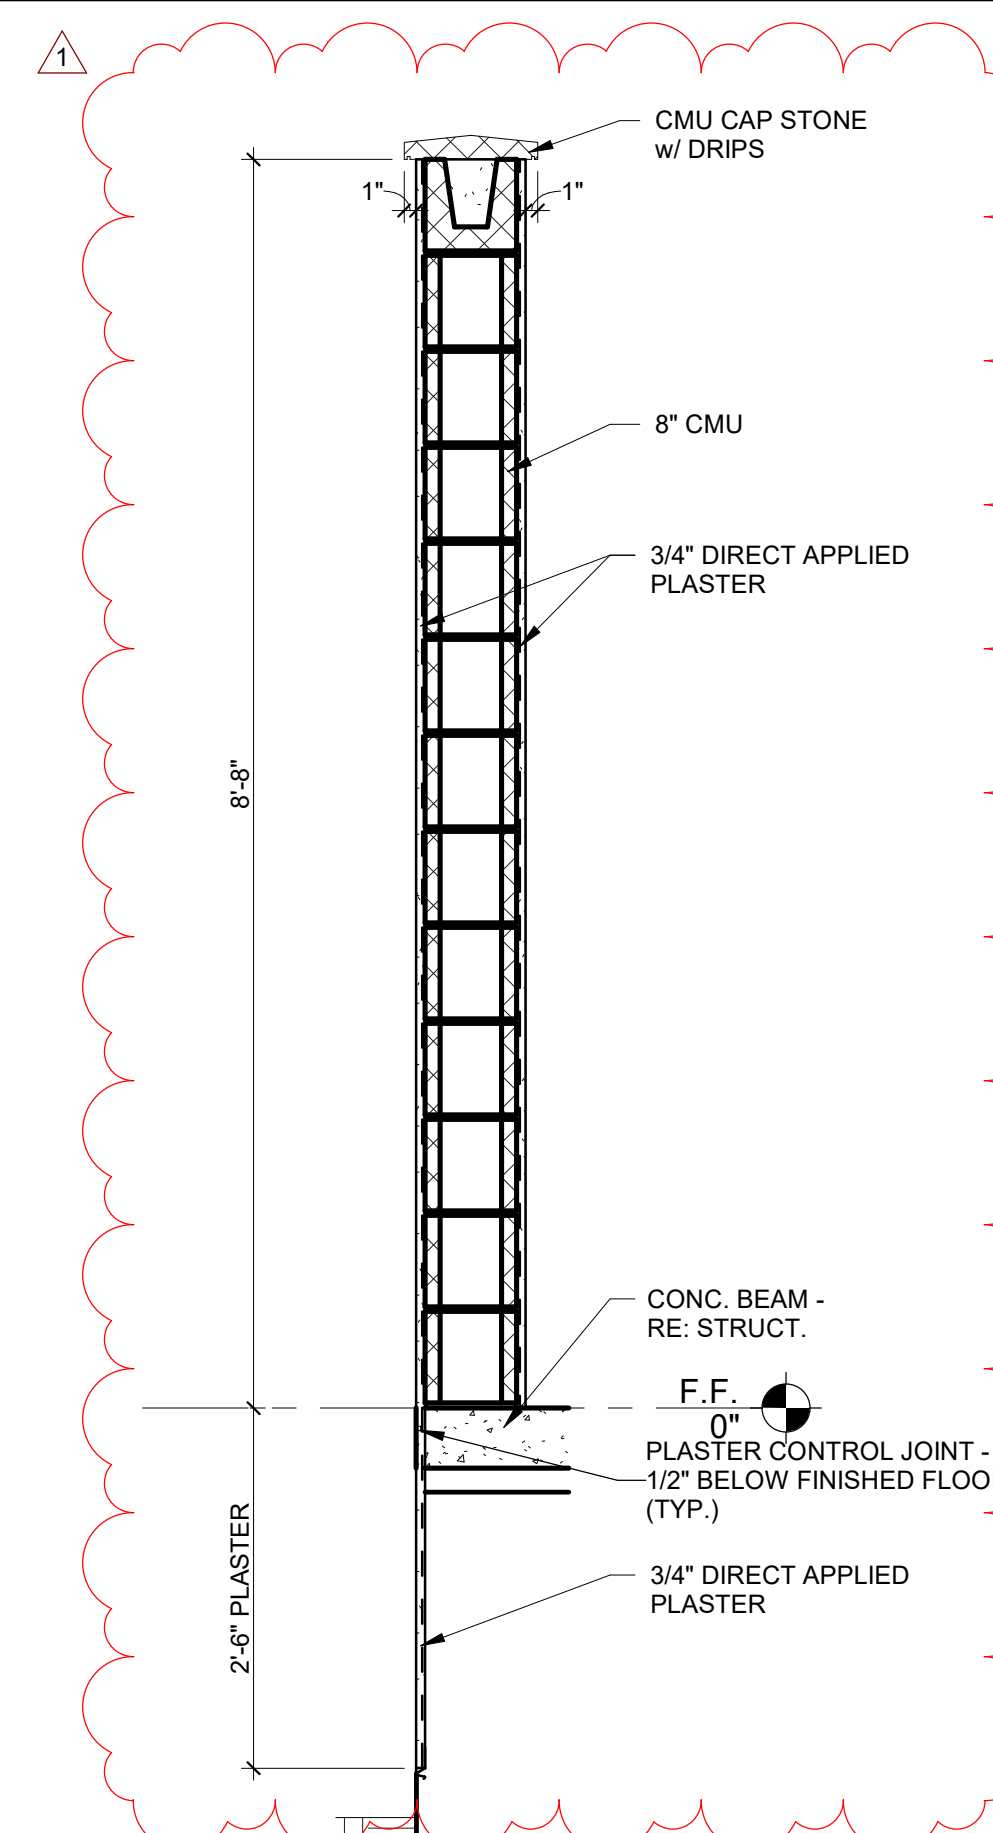 1
CMU CAP STONE
w/ DRIPS
1"
1"
8" CMU
3/4" DIRECT APPLIED
PLASTER
8'-8"
CONC. BEAM -
RE: STRUCT.
F.F.
0"
PLASTER CONTROL JOINT -
1/2" BELOW FINISHED FLOO
(TYP.)
2'-6" PLASTER
3/4" DIRECT APPLIED
PLASTER